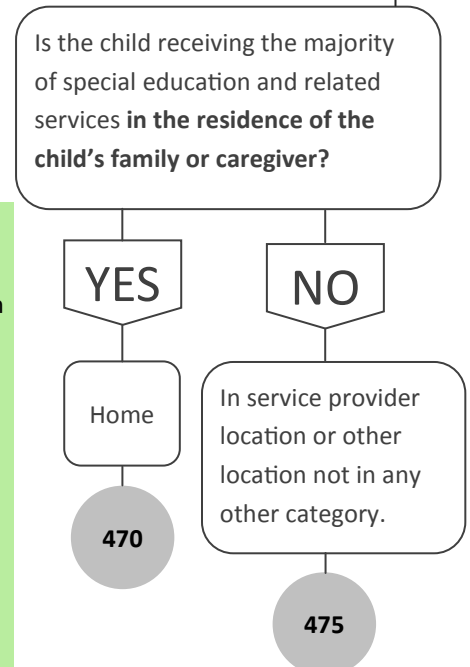 Is the child receiving the majority
of special education and related
services in the residence of the
child's family or caregiver?
YES
NO
Home
In service provider
location or other
location not in any
other category.
470
475